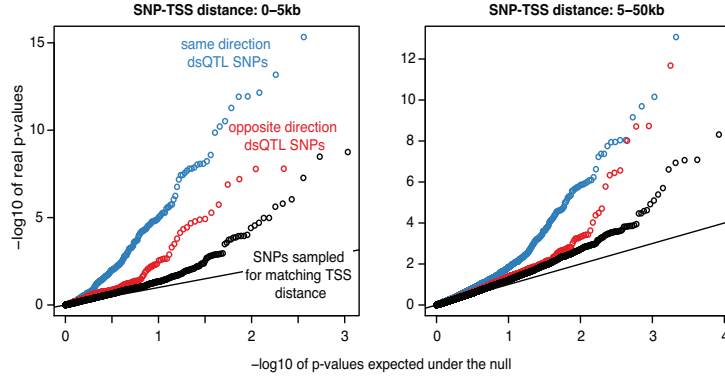 SNP-TSS distance: 0–5kb
SNP-TSS distance: 5–50kb
−log10 of real p-values
15
10
5
0
same direction
dsQTL SNPs
opposite direction
dsQTL SNPs
SNPs sampled
for matching TSS
distance
0
1
2
3
12
10
8
6
4
2
0
0
1
2
3
4
−log10 of p-values expected under the null